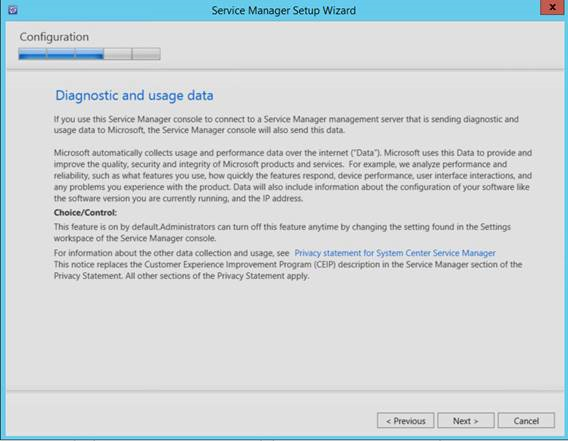 Service Manager Setup Wizard
x
Configuration
Diagnostic and usage data
If you use this Service Manager console to connect to a Service Manager management server that is sending diagnostic and
usage data to Microsoft, the Service Manager console will also send this data.
Microsoft automatically collects usage and performance data over the internet ("Data"). Microsoft uses this Data to provide and
improve the quality, security and integrity of Microsoft products and services. For example, we analyze performance and
reliability, such as what features you use, how quickly the features respond, device performance, user interface interactions, and
any problems you experience with the product. Data will also include information about the configuration of your software like
the software version you are currently running, and the IP address.
Choice/Control:
This feature is on by default.Administrators can turn off this feature anytime by changing the setting found in the Settings
workspace of the Service Manager console.
For information about the other data collection and usage, see Privacy statement for System Center Service Manager
This notice replaces the Customer Experience Improvement Program (CEIP) description in the Service Manager section of the
Privacy Statement. All other sections of the Privacy Statement apply.
< Previous Next > Cancel